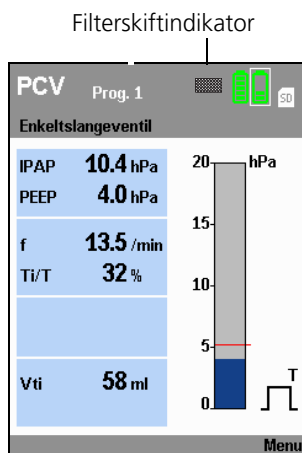 Filterskiftindikator
PCV Prog. 1 SD
Enkeltslangeventil
IPAP 10.4 hPa
PEEP 4.0 hPa
f 13.5 /min
Ti/T 32 %
Vti 58 ml
20 hPa
15
10
5
0
T
Menu